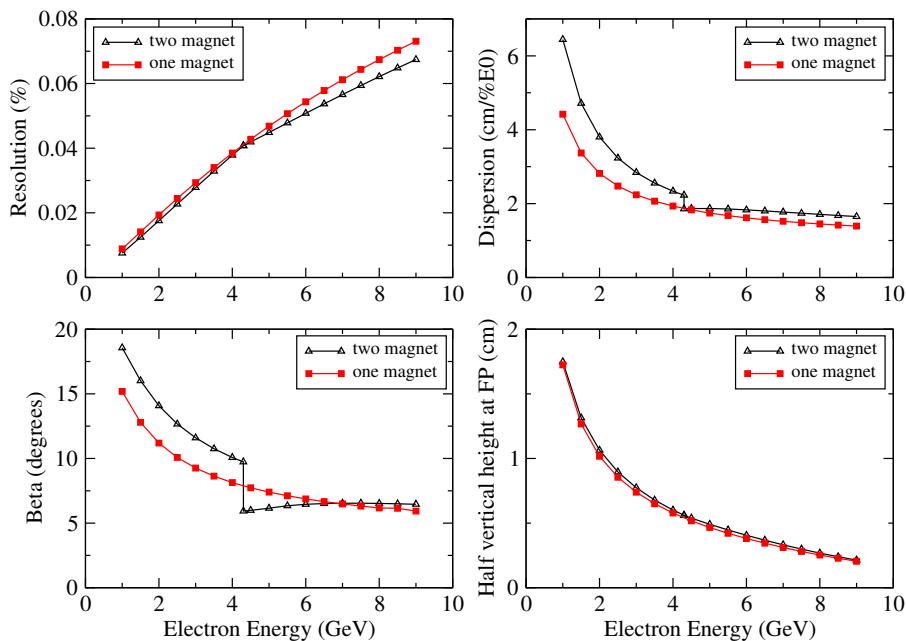 0.08
0.06
0.04
0.02
0
Resolution (%)
two magnet
one magnet
0 2 4 6 8 10
6
4
2
0
Dispersion (cm/%E0)
two magnet
one magnet
0 2 4 6 8 10
20
15
10
5
0
Beta (degrees)
two magnet
one magnet
0 2 4 6 8 10
Electron Energy (GeV)
2
1
0
Half vertical height at FP (cm)
two magnet
one magnet
0 2 4 6 8 10
Electron Energy (GeV)